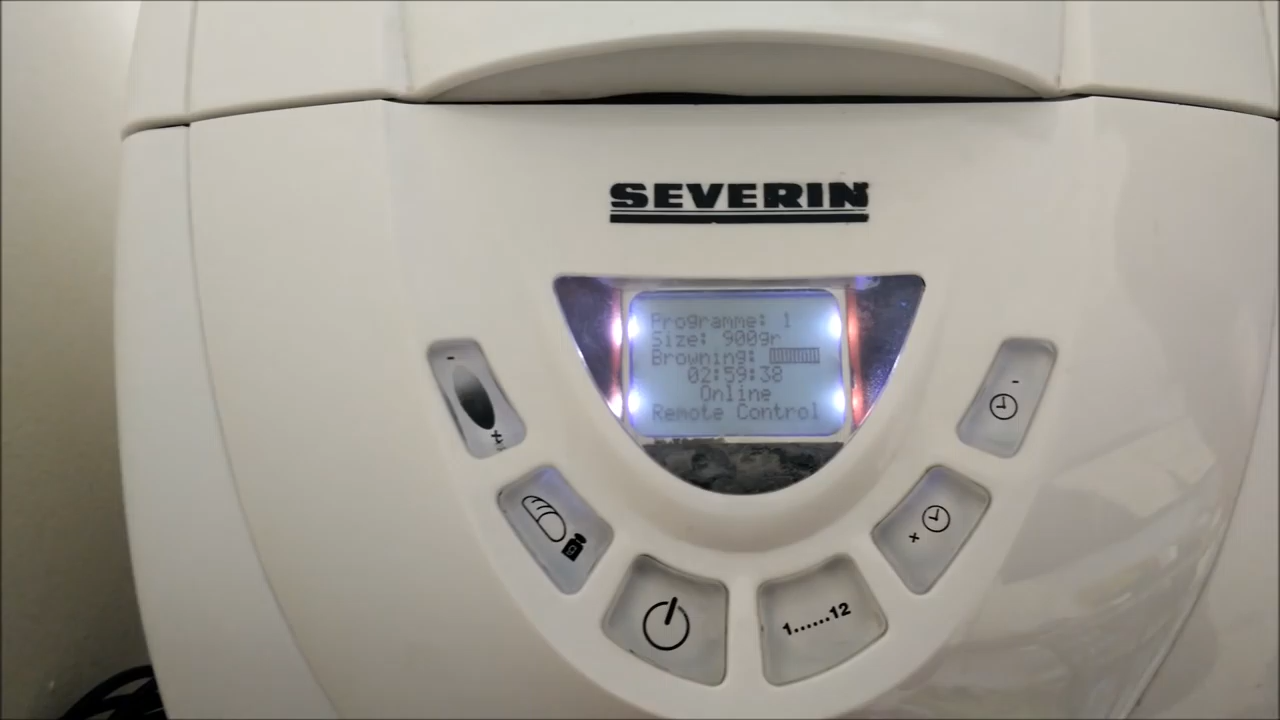 SEVERIN
Programme: 1
Size: 900gr
Browning:
02:59:38
Online
Remote Control
-
+
-
+
1......12